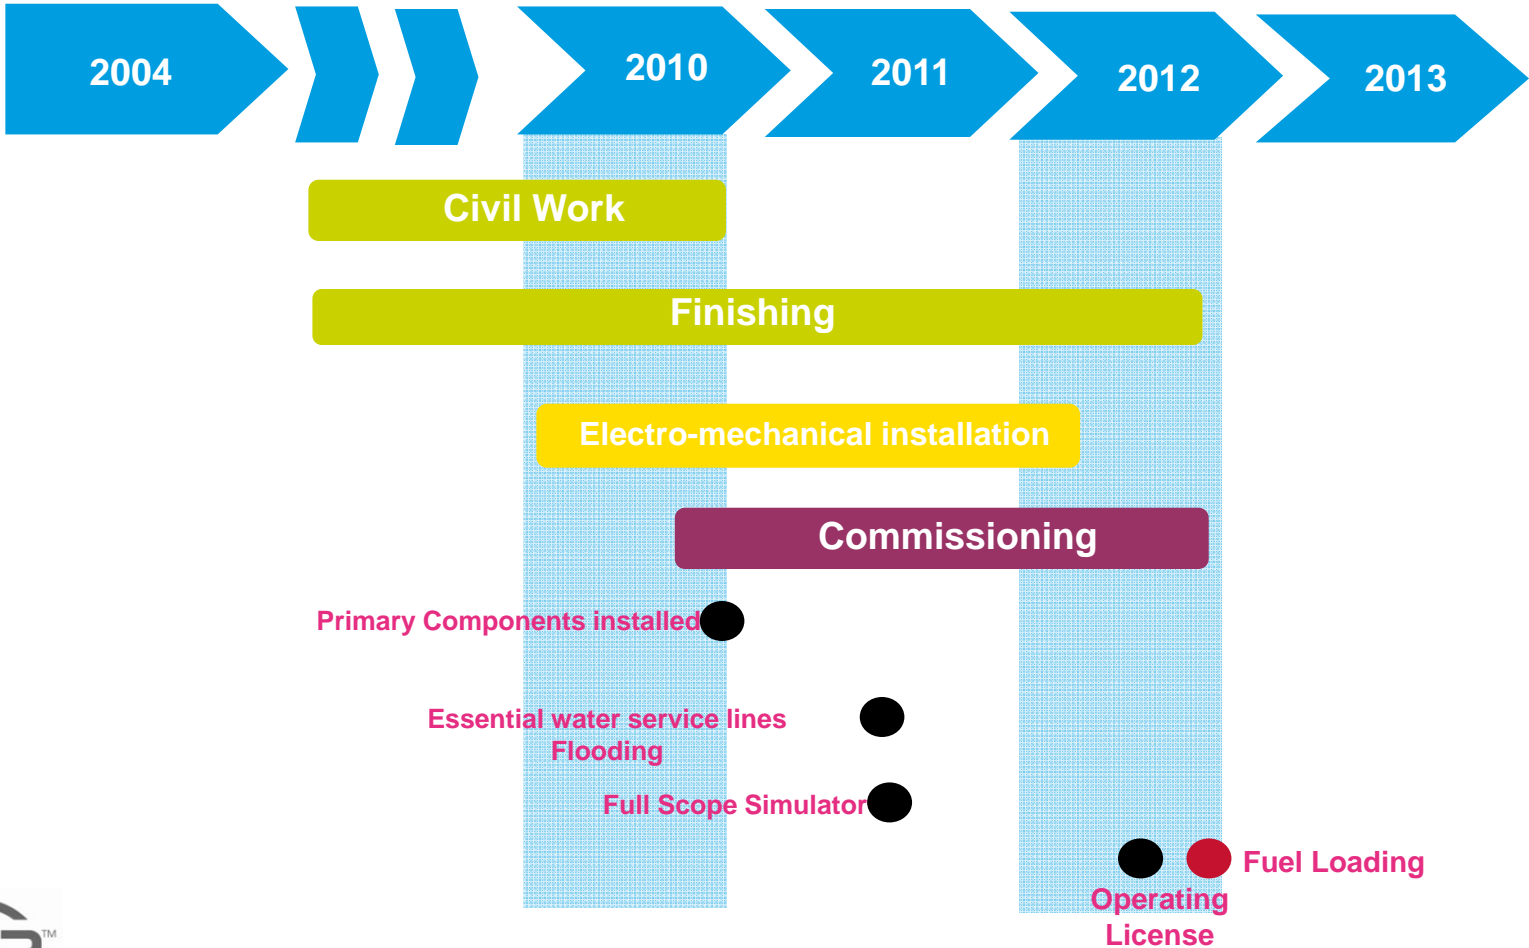 2004
2010
2011
2012
2013
Civil Work
Finishing
Electro-mechanical installation
Commissioning
Primary Components installed
Essential water service lines
Flooding
Full Scope Simulator
Fuel Loading
Operating
License
TM